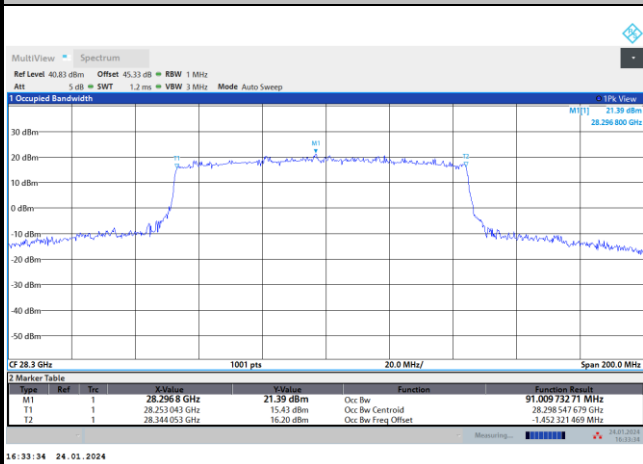 MultiView Spectrum
Ref Level 40.83 dBm Offset 45.33 dB RBW 1 MHz
Att 5 dB SWT 1.2 ms VBW 3 MHz Mode Auto Sweep
1 Occupied Bandwidth 1Pk View
M1[1] 21.39 dBm
28.296 800 GHz
30 dBm
M1
20 dBm
T1
T2
10 dBm
0 dBm
-10 dBm
-20 dBm
-30 dBm
-40 dBm
-50 dBm
CF 28.3 GHz 1001 pts 20.0 MHz/ Span 200.0 MHz
2 Marker Table
Type Ref Trc X-Value Y-Value Function Function Result
M1 1 28.296 8 GHz 21.39 dBm Occ Bw 91.009 732 71 MHz
T1 1 28.253 043 GHz 15.43 dBm Occ Bw Centroid 28.298 547 679 GHz
T2 1 28.344 053 GHz 16.20 dBm Occ Bw Freq Offset -1.452 321 469 MHz
Measuring... 24.01.2024
16:33:34
16:33:34 24.01.2024